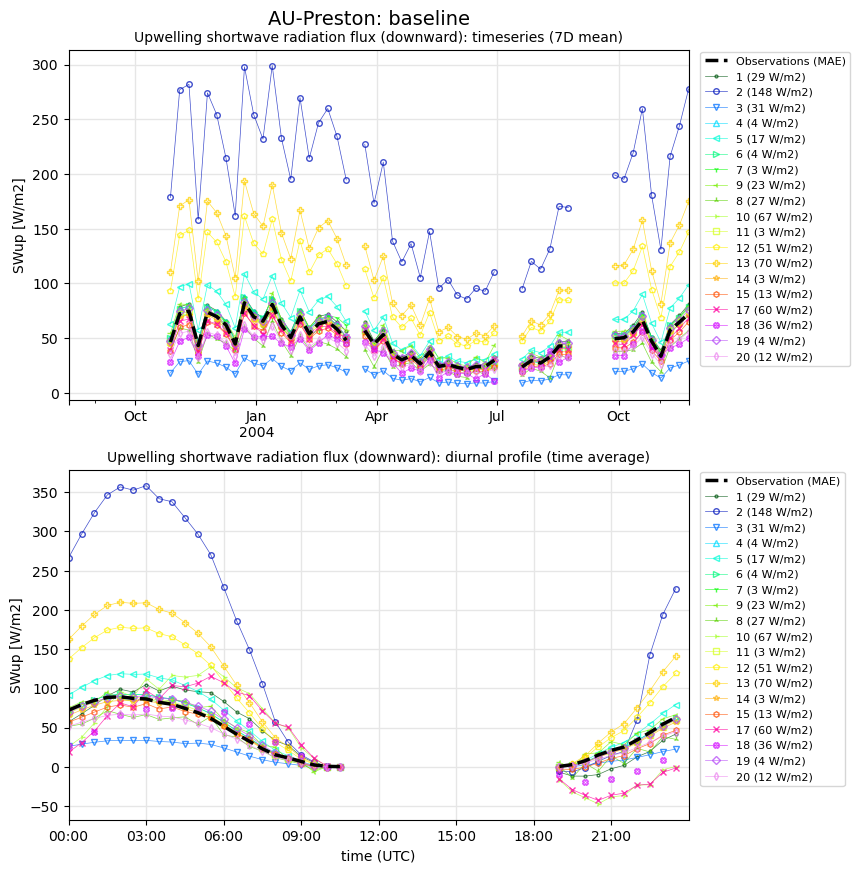 AU-Preston: baseline
Upwelling shortwave radiation flux (downward): timeseries (7D mean)
SWup [W/m2]
300
250
200
150
100
50
0
Oct
Jan
2004
Apr
Jul
Oct
Observations (MAE)
1 (29 W/m2)
2 (148 W/m2)
3 (31 W/m2)
4 (4 W/m2)
5 (17 W/m2)
6 (4 W/m2)
7 (3 W/m2)
9 (23 W/m2)
8 (27 W/m2)
10 (67 W/m2)
11 (3 W/m2)
12 (51 W/m2)
13 (70 W/m2)
14 (3 W/m2)
15 (13 W/m2)
17 (60 W/m2)
18 (36 W/m2)
19 (4 W/m2)
20 (12 W/m2)
Upwelling shortwave radiation flux (downward): diurnal profile (time average)
SWup [W/m2]
350
300
250
200
150
100
50
0
−50
00:00
03:00
06:00
09:00
12:00
15:00
18:00
21:00
time (UTC)
Observation (MAE)
1 (29 W/m2)
2 (148 W/m2)
3 (31 W/m2)
4 (4 W/m2)
5 (17 W/m2)
6 (4 W/m2)
7 (3 W/m2)
9 (23 W/m2)
8 (27 W/m2)
10 (67 W/m2)
11 (3 W/m2)
12 (51 W/m2)
13 (70 W/m2)
14 (3 W/m2)
15 (13 W/m2)
17 (60 W/m2)
18 (36 W/m2)
19 (4 W/m2)
20 (12 W/m2)